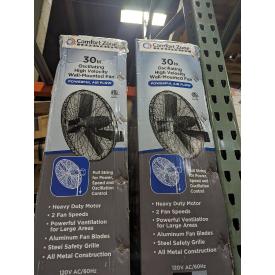 Comfort Zone
30in
Oscillating
High Velocity
Wall-Mounted Fan
POWERFUL AIR FLOW
Pull String
for Power,
Speed and
Oscillation
Control
• Heavy Duty Motor
• 2 Fan Speeds
• Powerful Ventilation
for Large Areas
• Aluminum Fan Blades
• Steel Safety Grille
• All Metal Construction
120V AC/60Hz
Comfort Zone
30in
Oscillating
High Velocity
Wall-Mounted Fan
POWERFUL AIR FLOW
Pull String
for Power,
Speed and
Oscillation
Control
• Heavy Duty Motor
• 2 Fan Speeds
• Powerful Ventilation
for Large Areas
• Aluminum Fan Blades
• Steel Safety Grille
• All Metal Construction
120V AC/60Hz